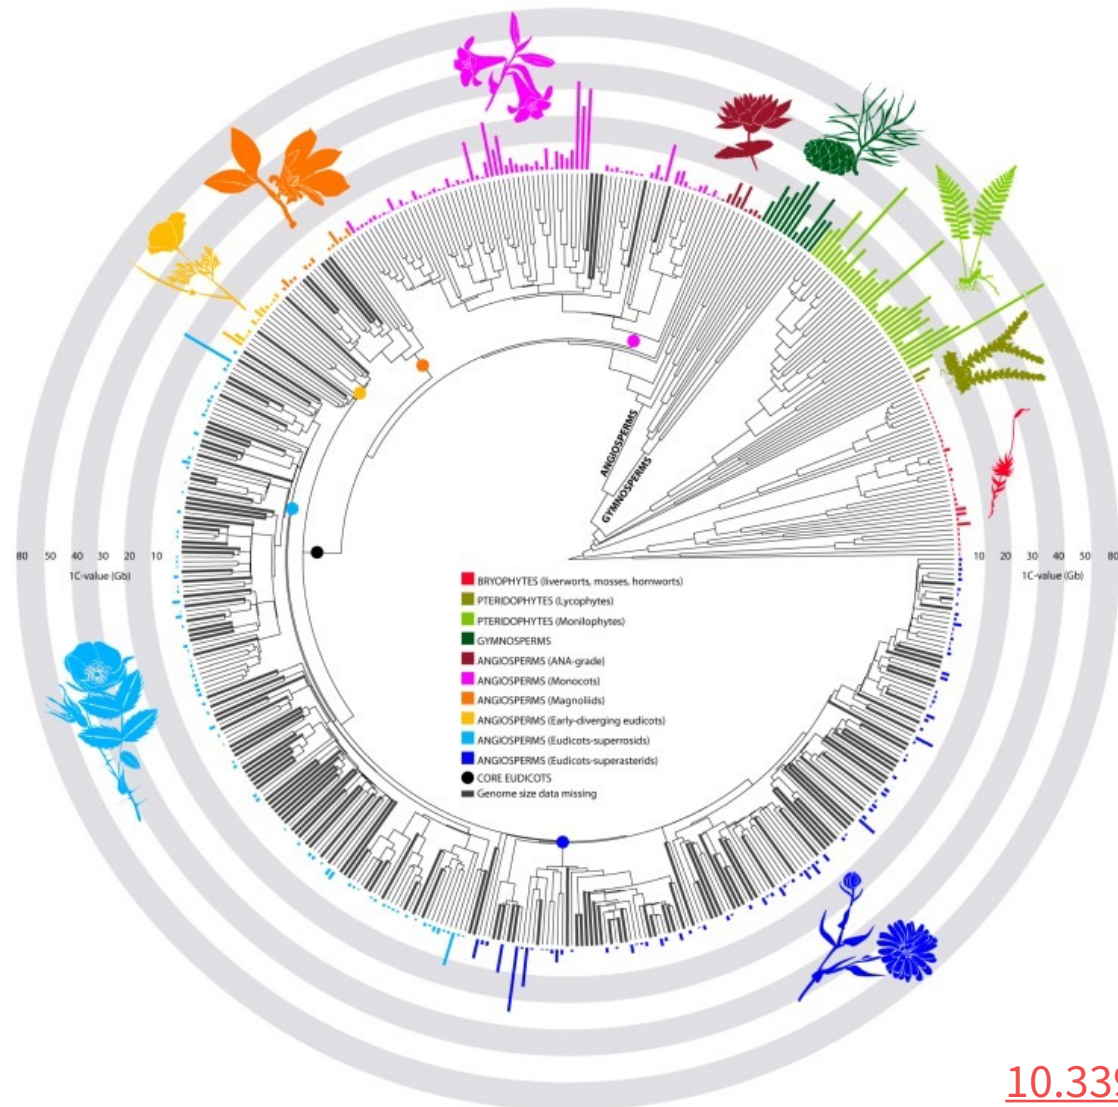 ANGIOSPERMS
GYMNOSPERMS
80 50 40 30 20 10
1C-value (Gb)
10 20 30 40 50 80
1C-value (Gb)
BRYOPHYTES (liverworts, mosses, hornworts)
PTERIDOPHYTES (Lycophytes)
PTERIDOPHYTES (Monilophytes)
GYMNOSPERMS
ANGIOSPERMS (ANA-grade)
ANGIOSPERMS (Monocots)
ANGIOSPERMS (Magnoliids)
ANGIOSPERMS (Early-diverging eudicots)
ANGIOSPERMS (Eudicots-superrosids)
ANGIOSPERMS (Eudicots-superasterids)
CORE EUDICOTS
Genome size data missing
10.339